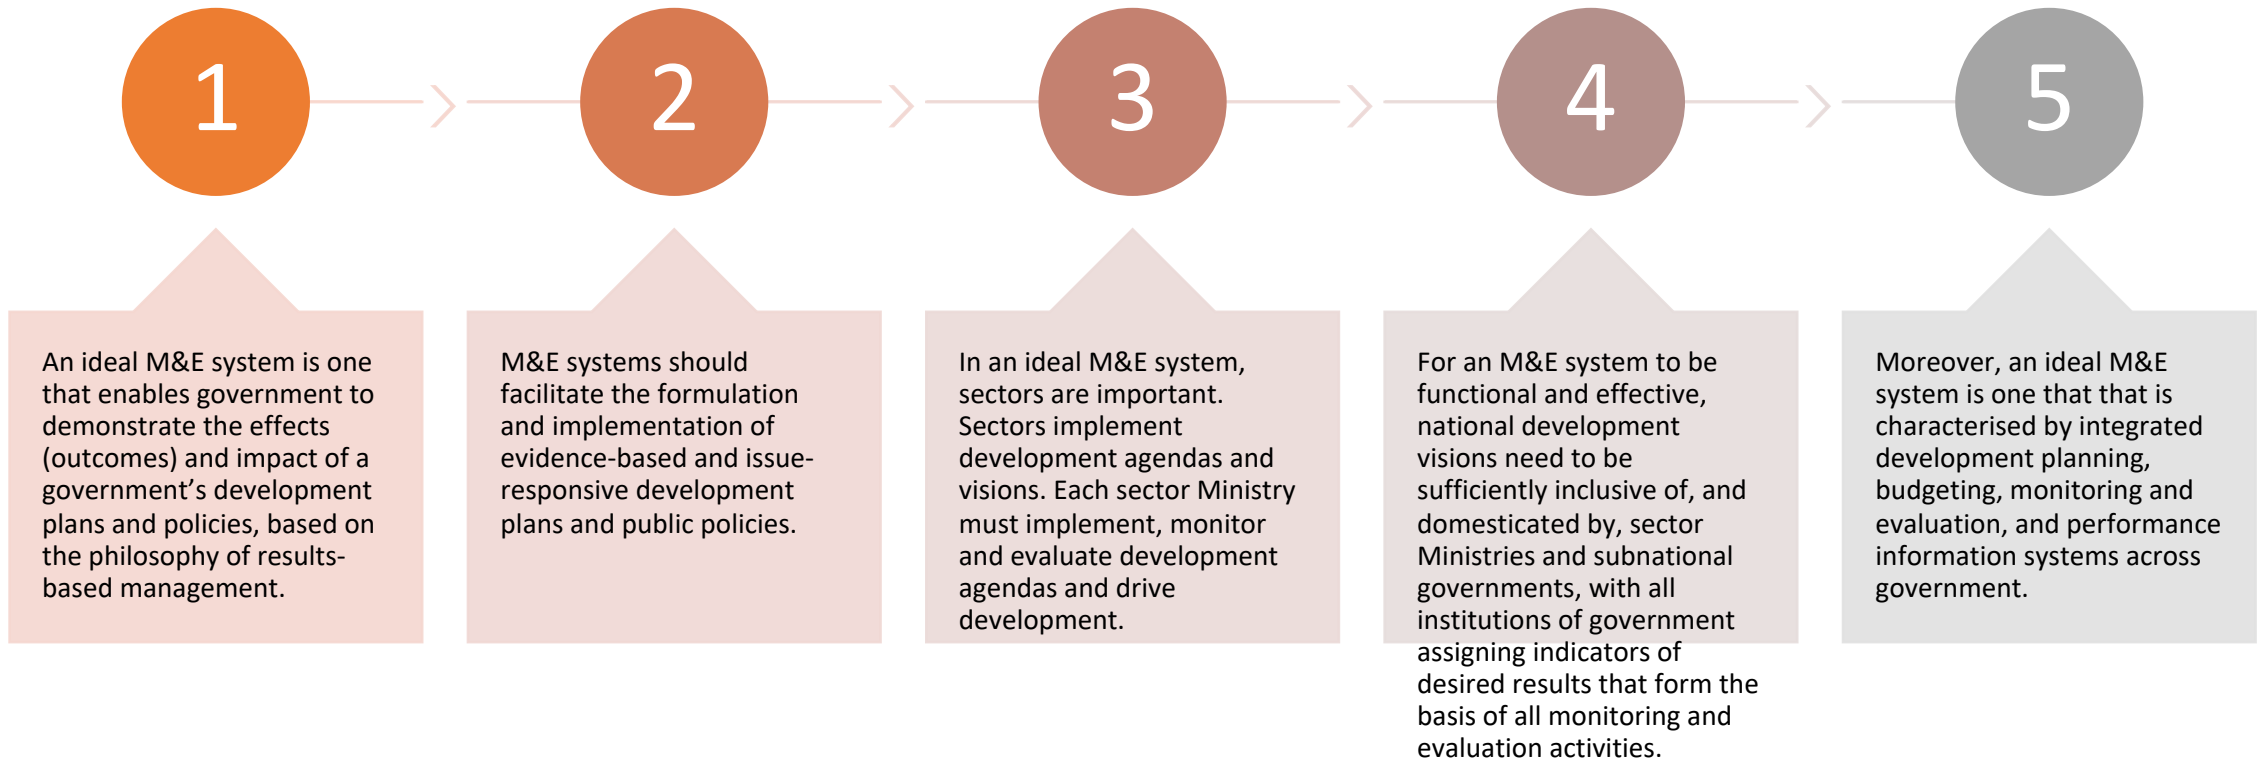 1
2
3
4
5
An ideal M&E system is one
that enables government to
demonstrate the effects
(outcomes) and impact of a
government’s development
plans and policies, based on
the philosophy of results-
based management.
M&E systems should
facilitate the formulation
and implementation of
evidence-based and issue-
responsive development
plans and public policies.
In an ideal M&E system,
sectors are important.
Sectors implement
development agendas and
visions. Each sector Ministry
must implement, monitor
and evaluate development
agendas and drive
development.
For an M&E system to be
functional and effective,
national development
visions need to be
sufficiently inclusive of, and
domesticated by, sector
Ministries and subnational
governments, with all
institutions of government
assigning indicators of
desired results that form the
basis of all monitoring and
evaluation activities.
Moreover, an ideal M&E
system is one that that is
characterised by integrated
development planning,
budgeting, monitoring and
evaluation, and performance
information systems across
government.